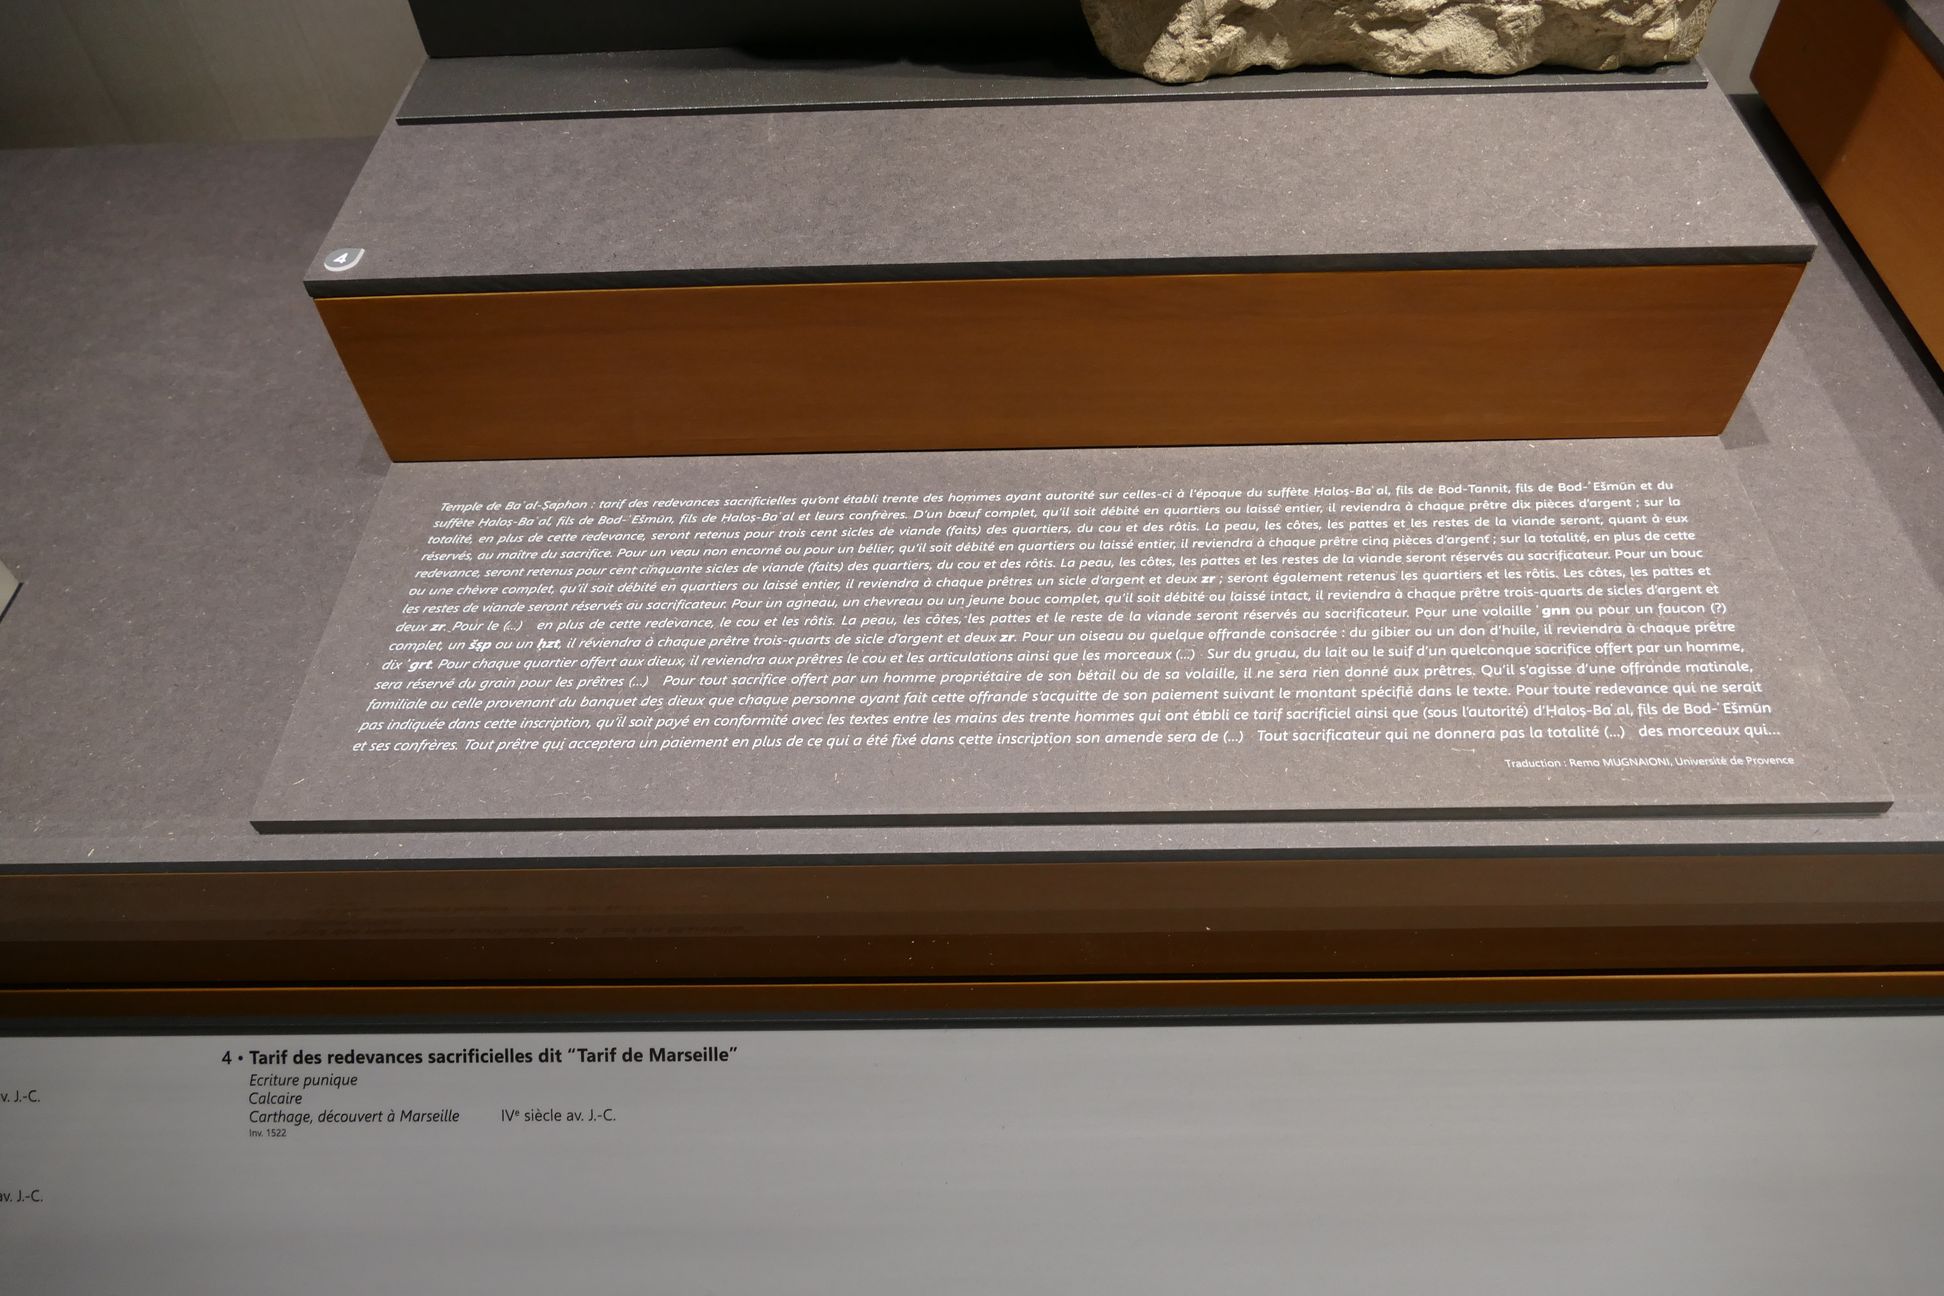 4
Temple de Baʿal-Ṣaphon : tarif des redevances sacrificielles qu'ont établi trente des hommes ayant autorité sur celles-ci à l'époque du suffète Ḥaloṣ-Baʿal, fils de Bod-Tannit, fils de Bod-ʾEšmūn et du
suffète Ḥaloṣ-Baʿal, fils de Bod-ʾEšmūn, fils de Ḥaloṣ-Baʿal et leurs confrères. D'un bœuf complet, qu'il soit débité en quartiers ou laissé entier, il reviendra à chaque prêtre dix pièces d'argent ; sur la
totalité, en plus de cette redevance, seront retenus pour trois cent sicles de viande (faits) des quartiers, du cou et des rôtis. La peau, les côtes, les pattes et les restes de la viande seront, quant à eux
réservés, au maître du sacrifice. Pour un veau non encorné ou pour un bélier, qu'il soit débité en quartiers ou laissé entier, il reviendra à chaque prêtre cinq pièces d'argent ; sur la totalité, en plus de cette
redevance, seront retenus pour cent cinquante sicles de viande (faits) des quartiers, du cou et des rôtis. La peau, les côtes, les pattes et les restes de la viande seront réservés au sacrificateur. Pour un bouc
ou une chèvre complet, qu'il soit débité en quartiers ou laissé entier, il reviendra à chaque prêtres un sicle d'argent et deux zr ; seront également retenus les quartiers et les rôtis. Les côtes, les pattes et
les restes de viande seront réservés au sacrificateur. Pour un agneau, un chevreau ou un jeune bouc complet, qu'il soit débité ou laissé intact, il reviendra à chaque prêtre trois-quarts de sicles d'argent et
deux zr. Pour le (...) en plus de cette redevance, le cou et les rôtis. La peau, les côtes, les pattes et le reste de la viande seront réservés au sacrificateur. Pour une volaille ʾgnn ou pour un faucon (?)
complet, un šṣp ou un ḥzt, il réviendra à chaque prêtre trois-quarts de sicle d'argent et deux zr. Pour un oiseau ou quelque offrande consacrée : du gibier ou un don d'huile, il reviendra à chaque prêtre
dix ʾgrt. Pour chaque quartier offert aux dieux, il reviendra aux prêtres le cou et les articulations ainsi que les morceaux (...) Sur du gruau, du lait ou le suif d'un quelconque sacrifice offert par un homme,
sera réservé du grain pour les prêtres (...) Pour tout sacrifice offert par un homme propriétaire de son bétail ou de sa volaille, il ne sera rien donné aux prêtres. Qu'il s'agisse d'une offrande matinale,
familiale ou celle provenant du banquet des dieux que chaque personne ayant fait cette offrande s'acquitte de son paiement suivant le montant spécifié dans le texte. Pour toute redevance qui ne serait
pas indiquée dans cette inscription, qu'il soit payé en conformité avec les textes entre les mains des trente hommes qui ont établi ce tarif sacrificiel ainsi que (sous l'autorité) d'Ḥaloṣ-Baʿal, fils de Bod-ʾEšmūn
et ses confrères. Tout prêtre qui acceptera un paiement en plus de ce qui a été fixé dans cette inscription son amende sera de (...) Tout sacrificateur qui ne donnera pas la totalité (...) des morceaux qui...
Traduction : Remo MUGNAIONI, Université de Provence
4 • Tarif des redevances sacrificielles dit “Tarif de Marseille”
Ecriture punique
Calcaire
Carthage, découvert à Marseille IVe siècle av. J.-C.
Inv. 1522
v. J.-C.
av. J.-C.